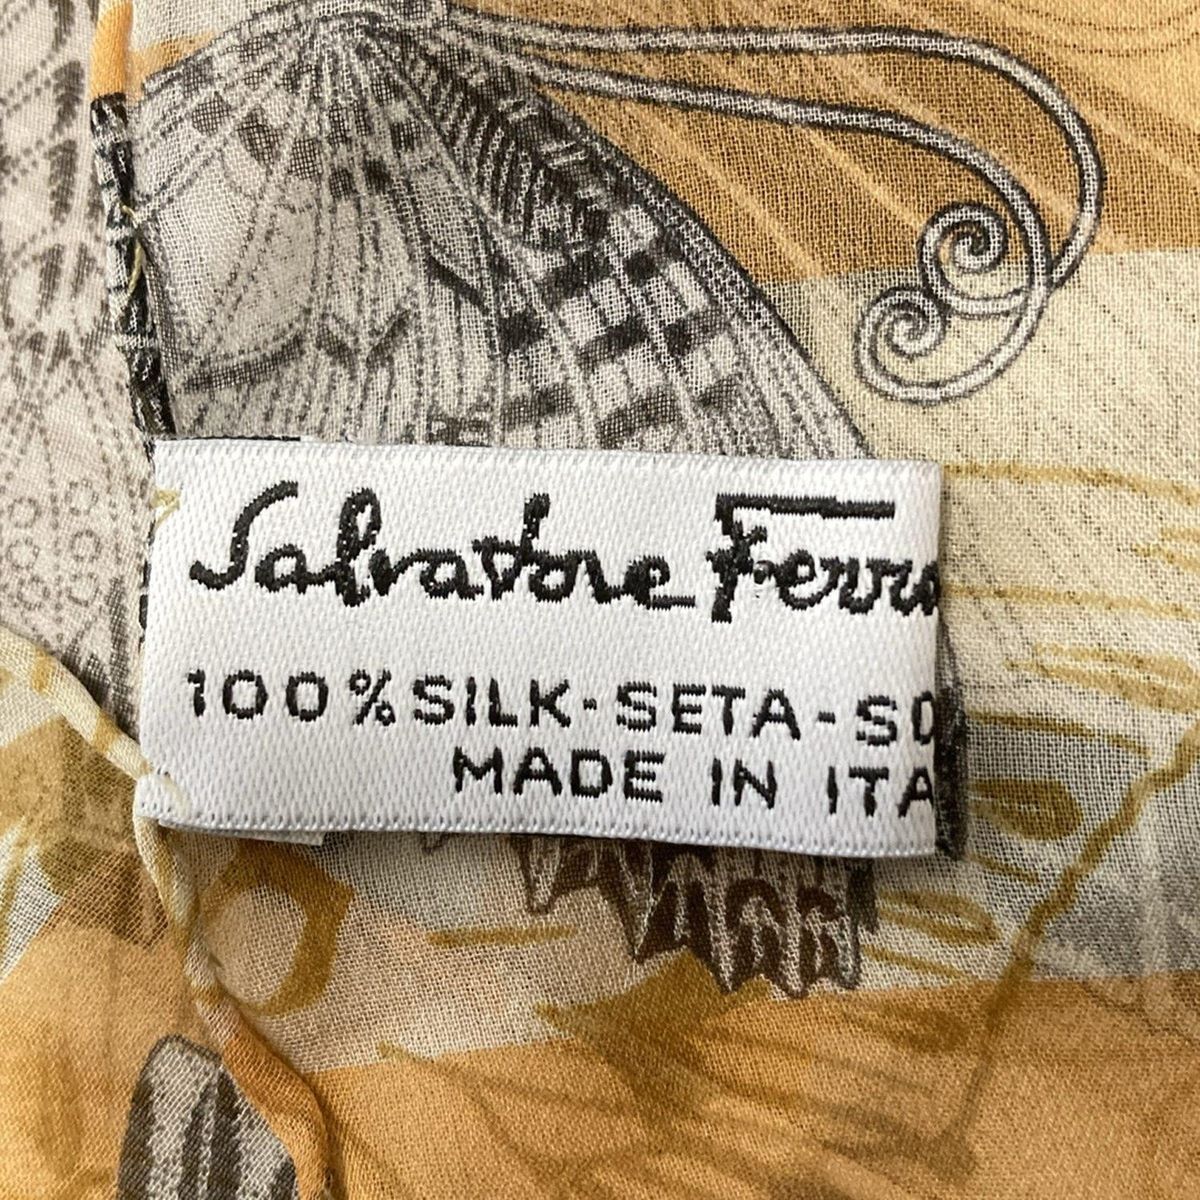 Salvatore Ferra
100% SILK-SETA-SO
MADE IN ITA